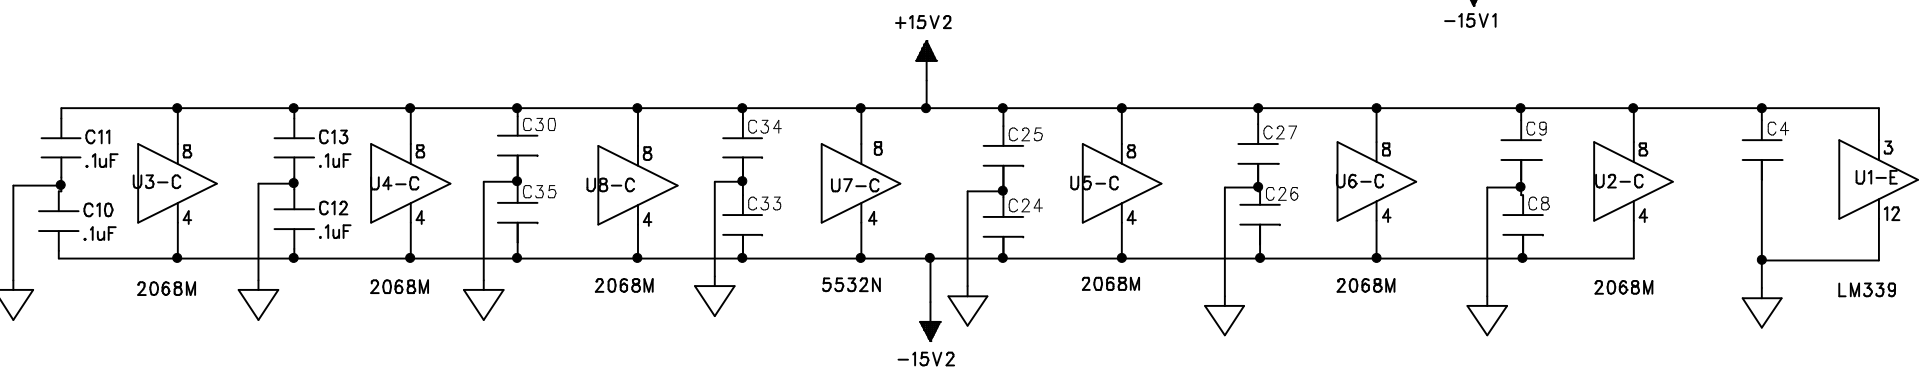 +15V2
-15V1
C11
.1uF
U3-C
8
4
C10
.1uF
2068M
C13
.1uF
C12
.1uF
U4-C
8
4
2068M
C30
C35
U8-C
8
4
2068M
C34
C33
U7-C
8
4
5532N
-15V2
C25
C24
U5-C
8
4
2068M
C27
C26
U6-C
8
4
2068M
C9
C8
U2-C
8
4
2068M
C4
U1-E
3
12
LM339